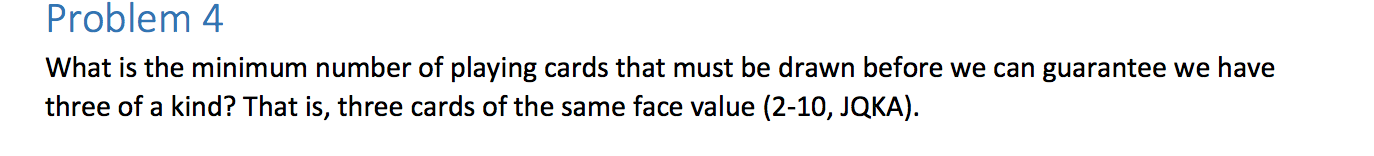 Problem 4
What is the minimum number of playing cards that must be drawn before we can guarantee we have
three of a kind? That is, three cards of the same face value (2-10, JQKA).